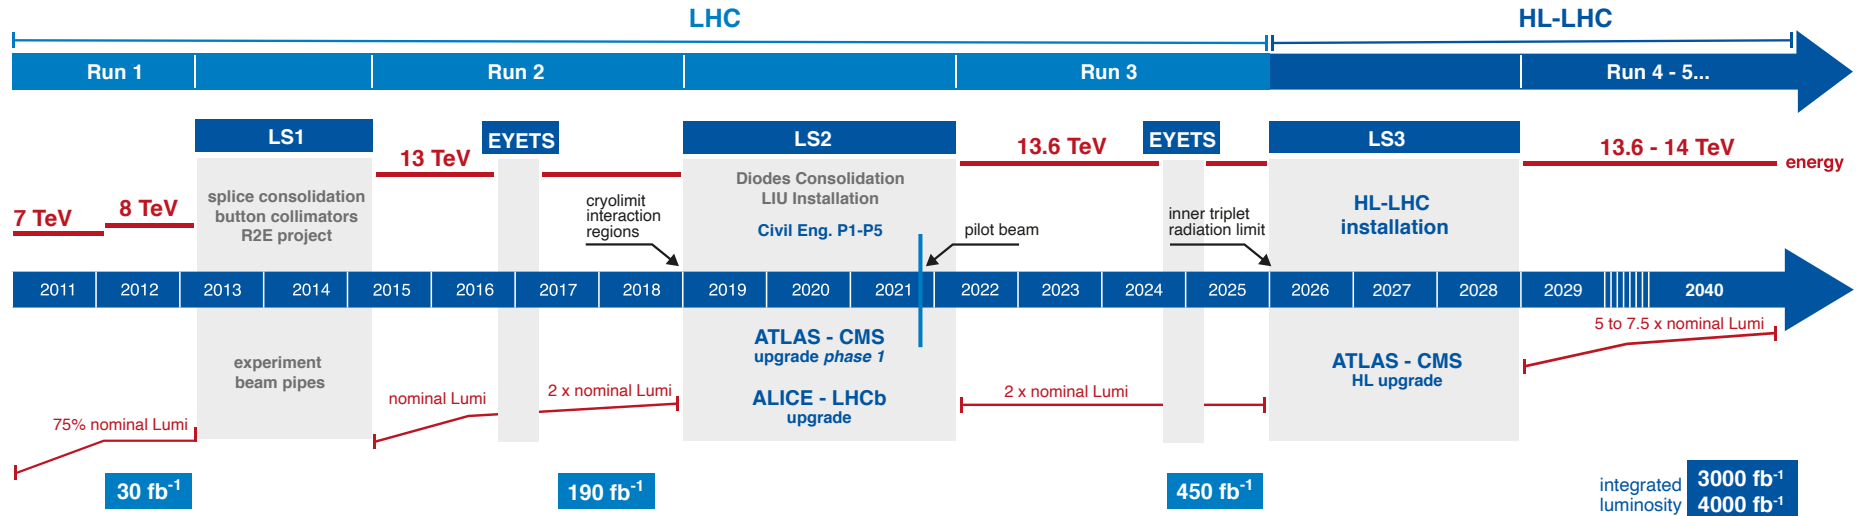 LHC
HL-LHC
Run 1
Run 2
Run 3
Run 4 - 5...
LS1
EYETS
LS2
EYETS
LS3
7 TeV
8 TeV
13 TeV
13.6 TeV
13.6 - 14 TeV
energy
splice consolidation
button collimators
R2E project
cryolimit
interaction
regions
Diodes Consolidation
LIU Installation
Civil Eng. P1-P5
pilot beam
inner triplet
radiation limit
HL-LHC
installation
2011
2012
2013
2014
2015
2016
2017
2018
2019
2020
2021
2022
2023
2024
2025
2026
2027
2028
2029
2040
experiment
beam pipes
ATLAS - CMS
upgrade phase 1
ALICE - LHCb
upgrade
ATLAS - CMS
HL upgrade
75% nominal Lumi
nominal Lumi
2 x nominal Lumi
2 x nominal Lumi
5 to 7.5 x nominal Lumi
30 fb⁻¹
190 fb⁻¹
450 fb⁻¹
integrated
luminosity
3000 fb⁻¹
4000 fb⁻¹